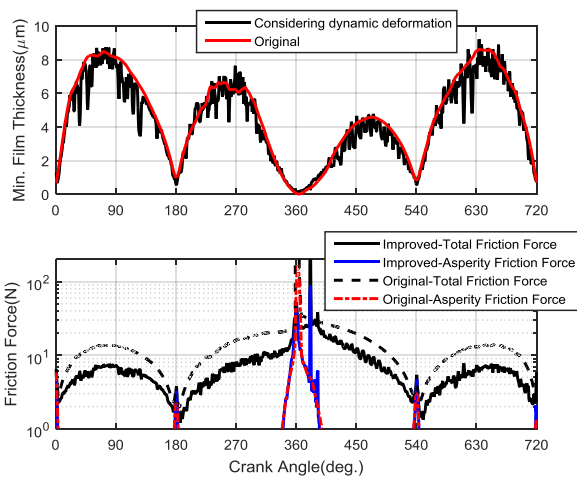 Considering dynamic deformation
Original
Min. Film Thickness(μm)
10
8
6
4
2
0
0 90 180 270 360 450 540 630 720
Improved-Total Friction Force
Improved-Asperity Friction Force
Original-Total Friction Force
Original-Asperity Friction Force
Friction Force(N)
10²
10¹
10⁰
0 90 180 270 360 450 540 630 720
Crank Angle(deg.)